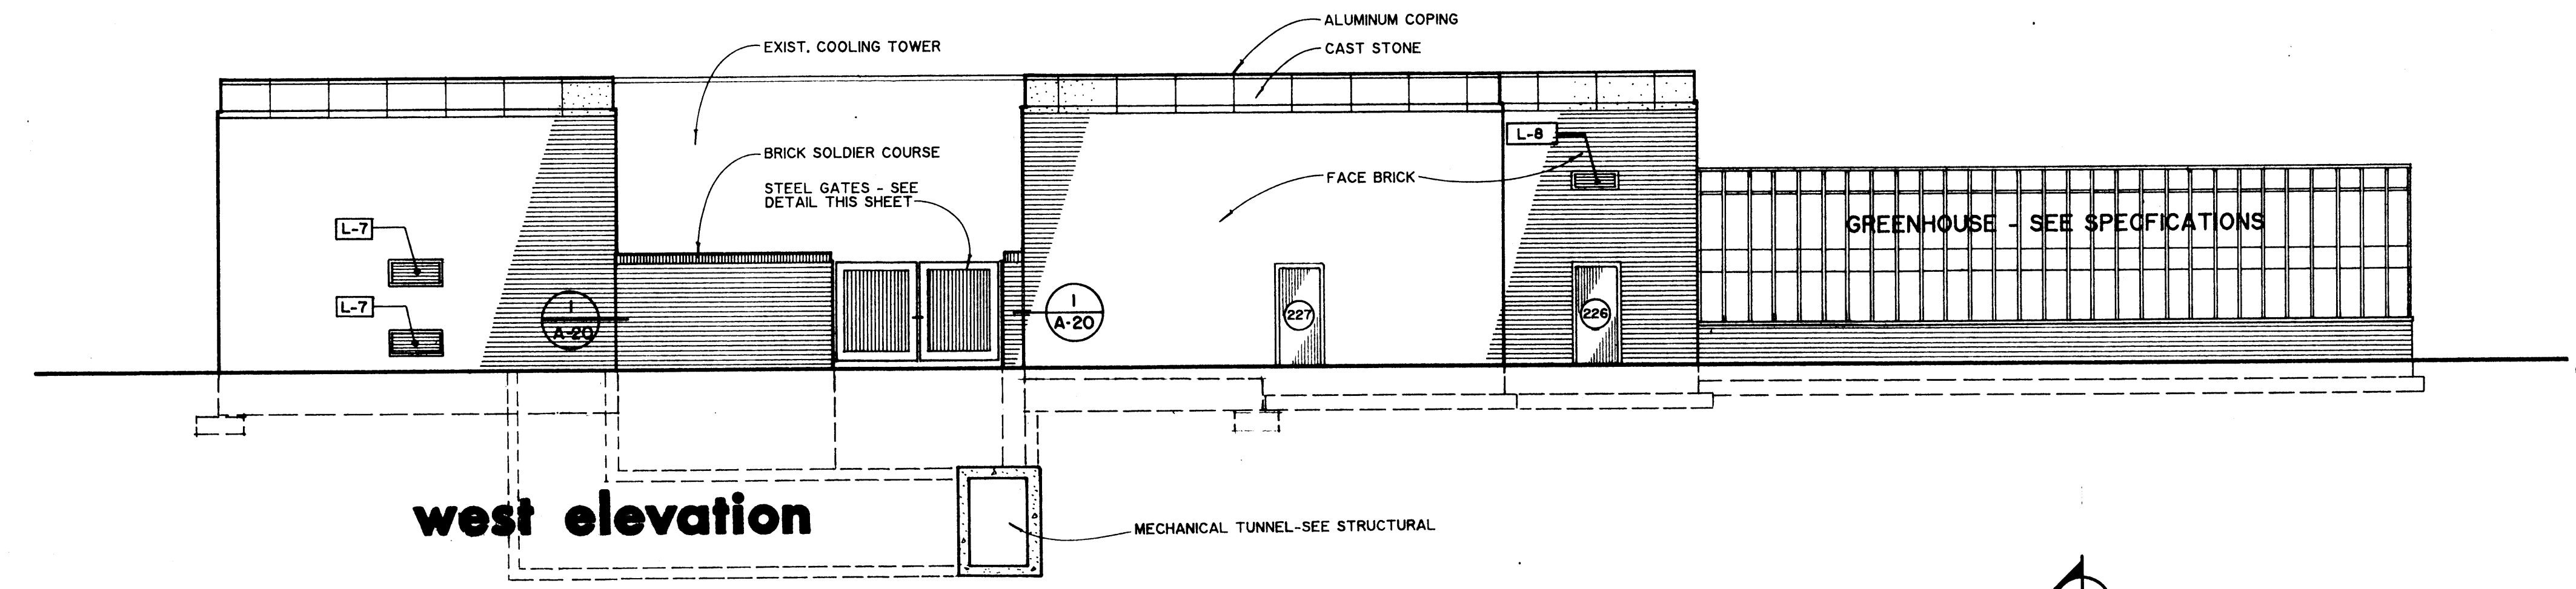 ALUMINUM COPING
CAST STONE
EXIST. COOLING TOWER
BRICK SOLDIER COURSE
STEEL GATES - SEE
DETAIL THIS SHEET
FACE BRICK
L-8
L-7
L-7
GREENHOUSE - SEE SPECFICATIONS
1
A-20
1
A-20
227
226
west elevation
MECHANICAL TUNNEL-SEE STRUCTURAL